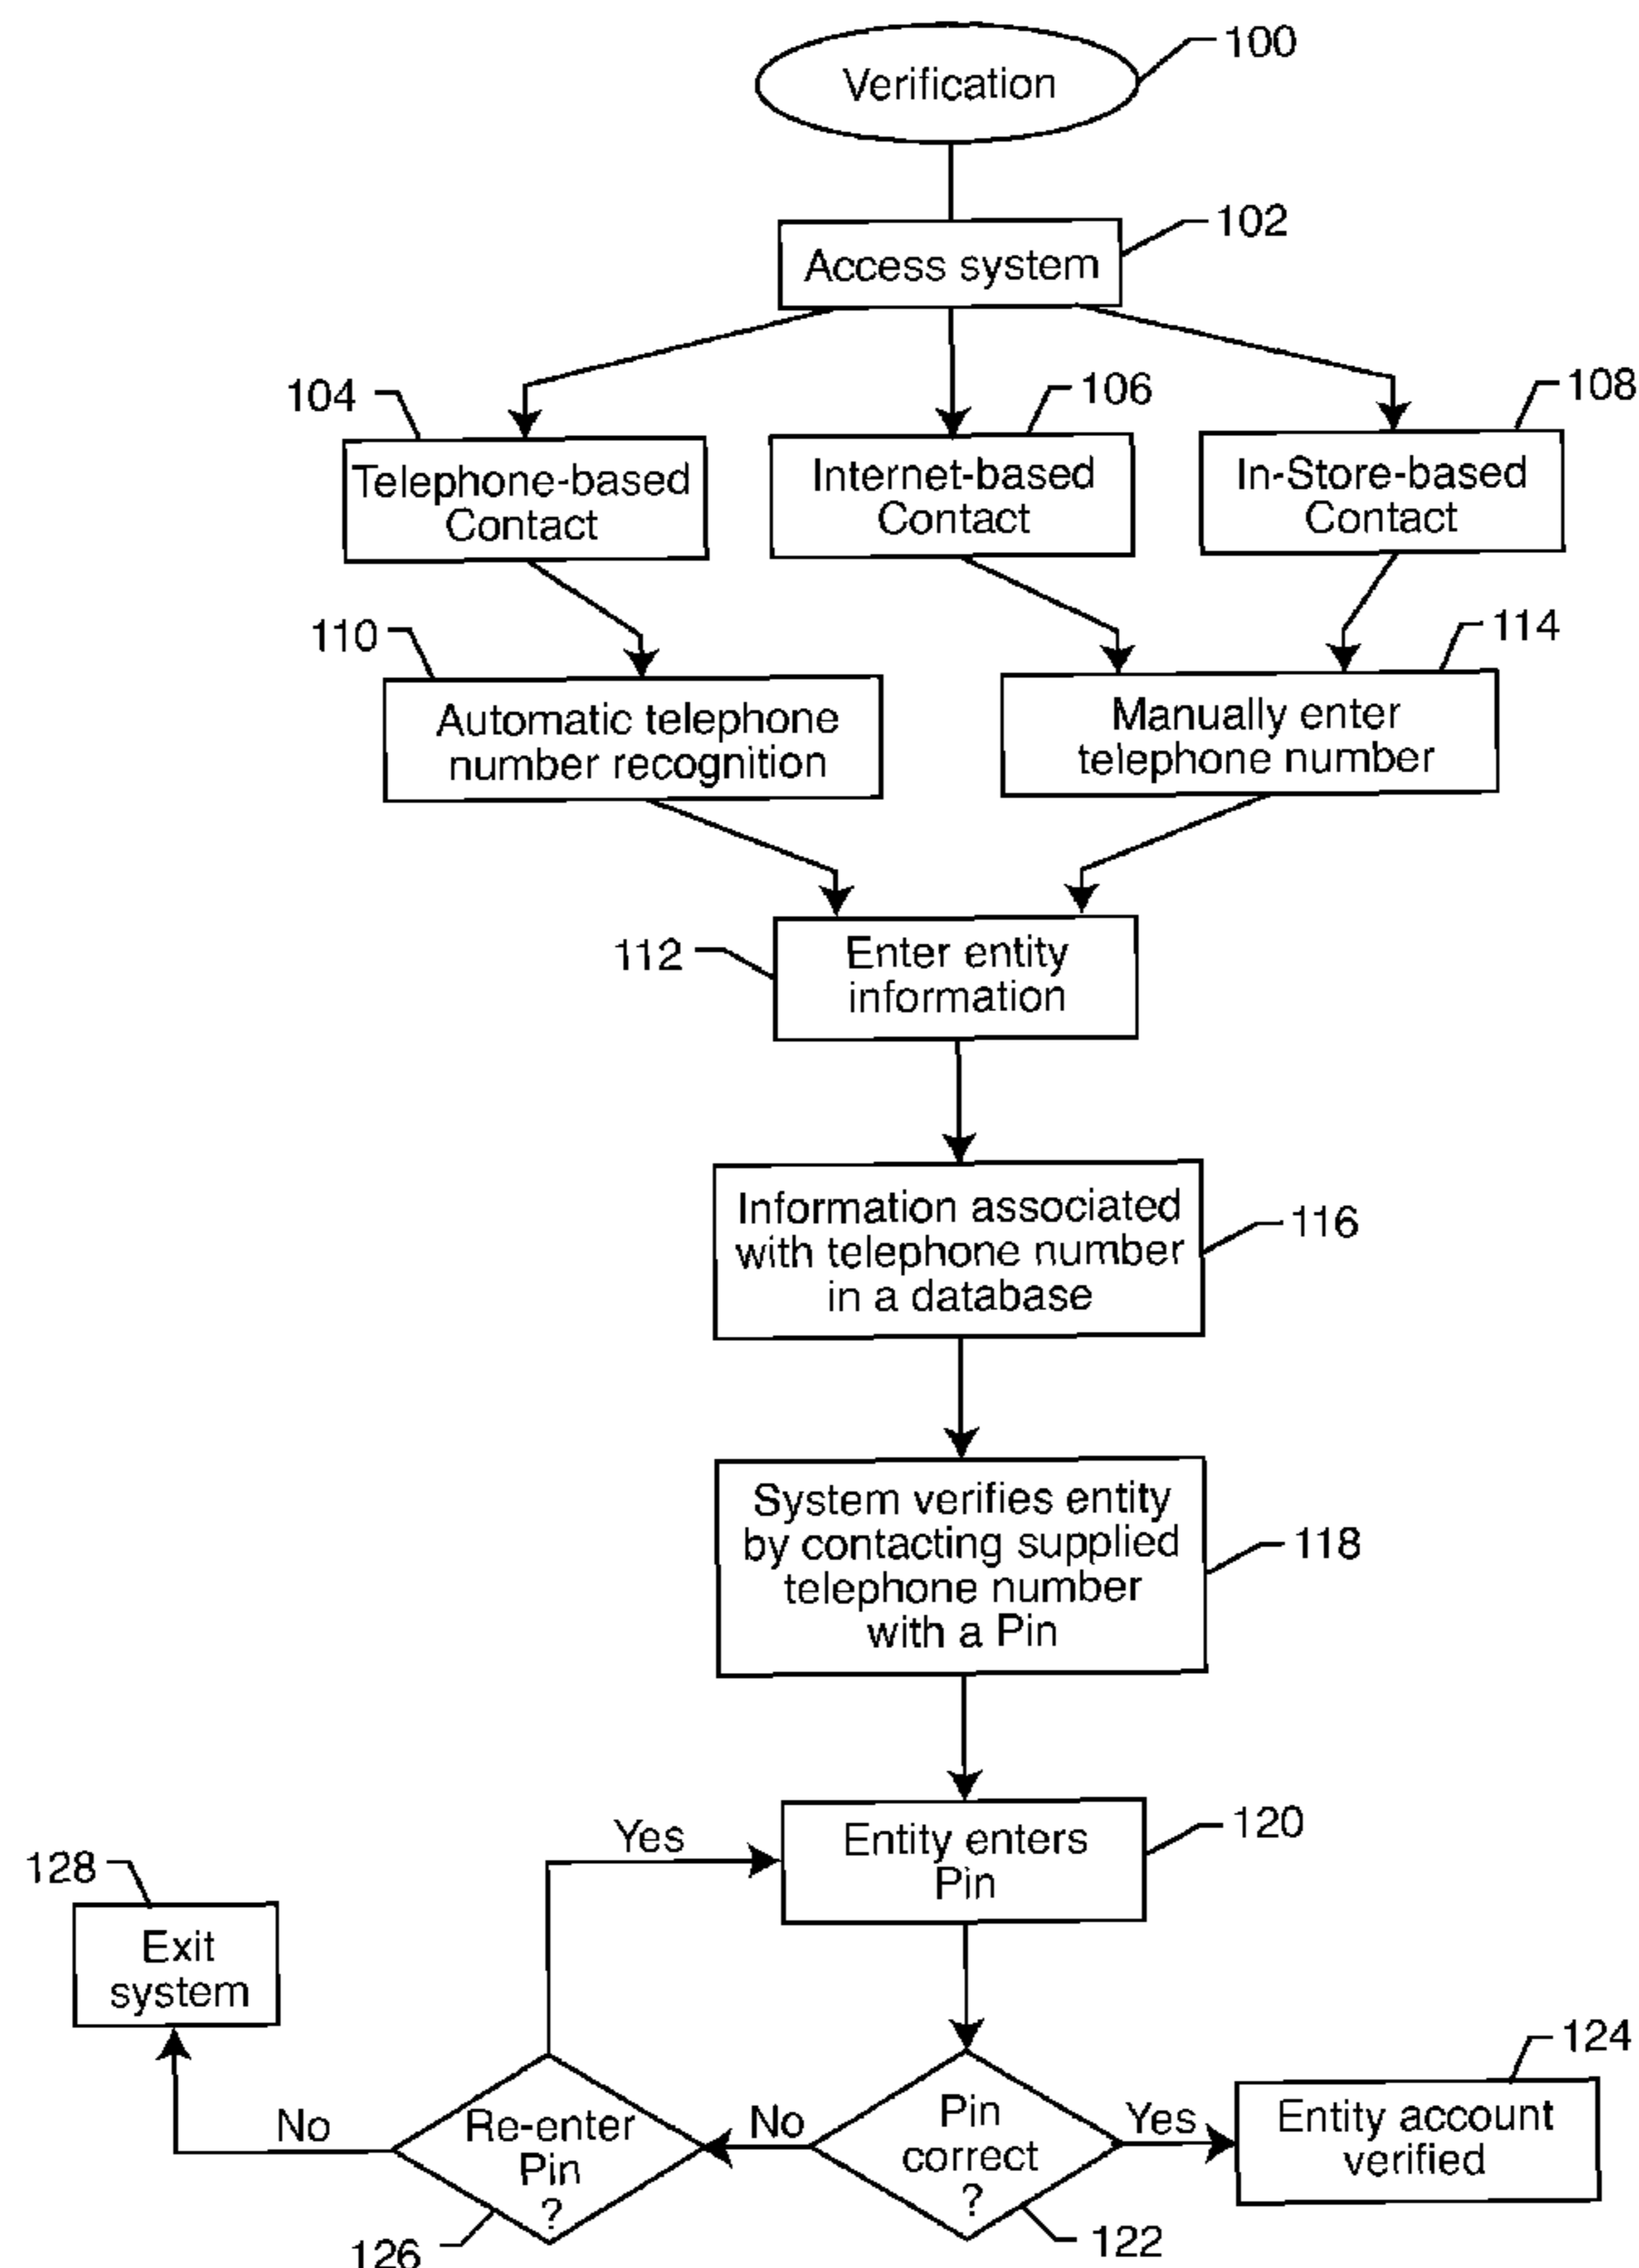 100
Verification
102
Access system
104
106
108
Telephone-based
Contact
Internet-based
Contact
In-Store-based
Contact
110
114
Automatic telephone
number recognition
Manually enter
telephone number
112
Enter entity
information
116
Information associated
with telephone number
in a database
118
System verifies entity
by contacting supplied
telephone number
with a Pin
120
Yes
Entity enters
Pin
128
Exit
system
124
No
Re-enter
Pin
?
No
Pin
correct
?
Yes
Entity account
verified
126
122